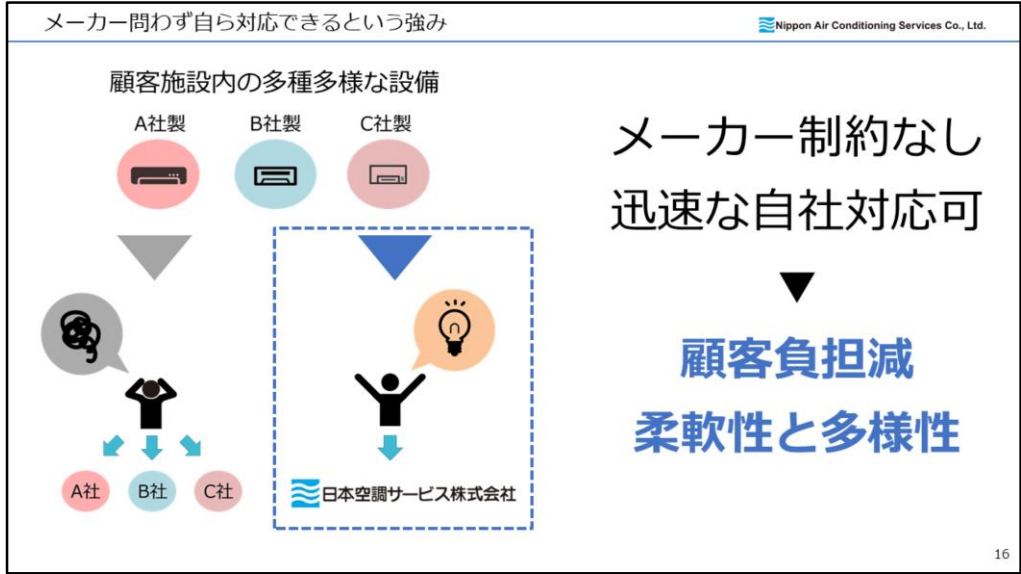 メーカー問わず自ら対応できるという強み
Nippon Air Conditioning Services Co., Ltd.
顧客施設内の多種多様な設備
A社製 B社製 C社製
A社 B社 C社
日本空調サービス株式会社
メーカー制約なし
迅速な自社対応可
▼
顧客負担減
柔軟性と多様性
16